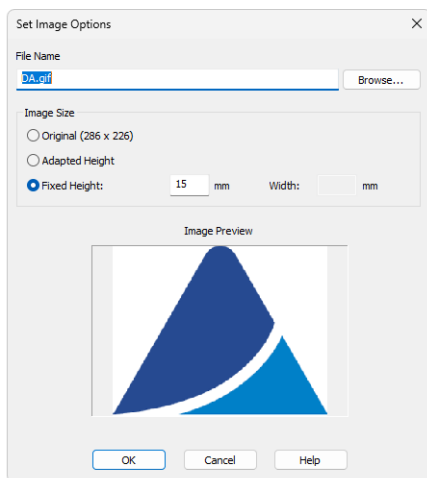 Set Image Options
File Name
DA.gif
Browse...
Image Size
Original (286 x 226)
Adapted Height
Fixed Height: 15 mm Width: mm
Image Preview
OK Cancel Help